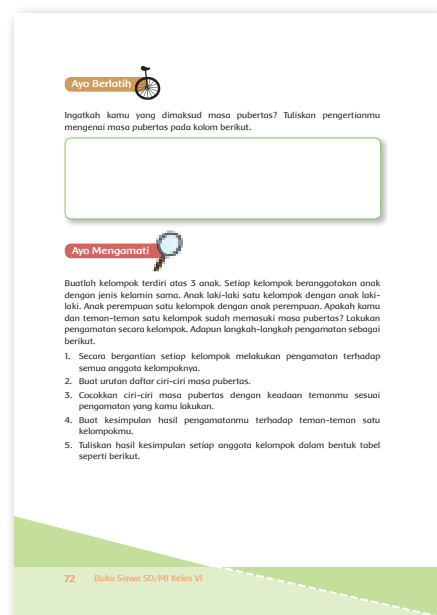 Ayo Berlatih
Ingatkah kamu yang dimaksud masa pubertas? Tuliskan pengertianmu
mengenai masa pubertas pada kolom berikut.
Ayo Mengamati
Buatlah kelompok terdiri atas 3 anak. Setiap kelompok beranggotakan anak
dengan jenis kelamin sama. Anak laki-laki satu kelompok dengan anak laki-
laki. Anak perempuan satu kelompok dengan anak perempuan. Apakah kamu
dan teman-teman satu kelompok sudah memasuki masa pubertas? Lakukan
pengamatan secara kelompok. Adapun langkah-langkah pengamatan sebagai
berikut.
1. Secara bergantian setiap kelompok melakukan pengamatan terhadap
semua anggota kelompoknya.
2. Buat urutan daftar ciri-ciri masa pubertas.
3. Cocokkan ciri-ciri masa pubertas dengan keadaan temanmu sesuai
pengamatan yang kamu lakukan.
4. Buat kesimpulan hasil pengamatanmu terhadap teman-teman satu
kelompokmu.
5. Tuliskan hasil kesimpulan setiap anggota kelompok dalam bentuk tabel
seperti berikut.
72 Buku Siswa SD/MI Kelas VI